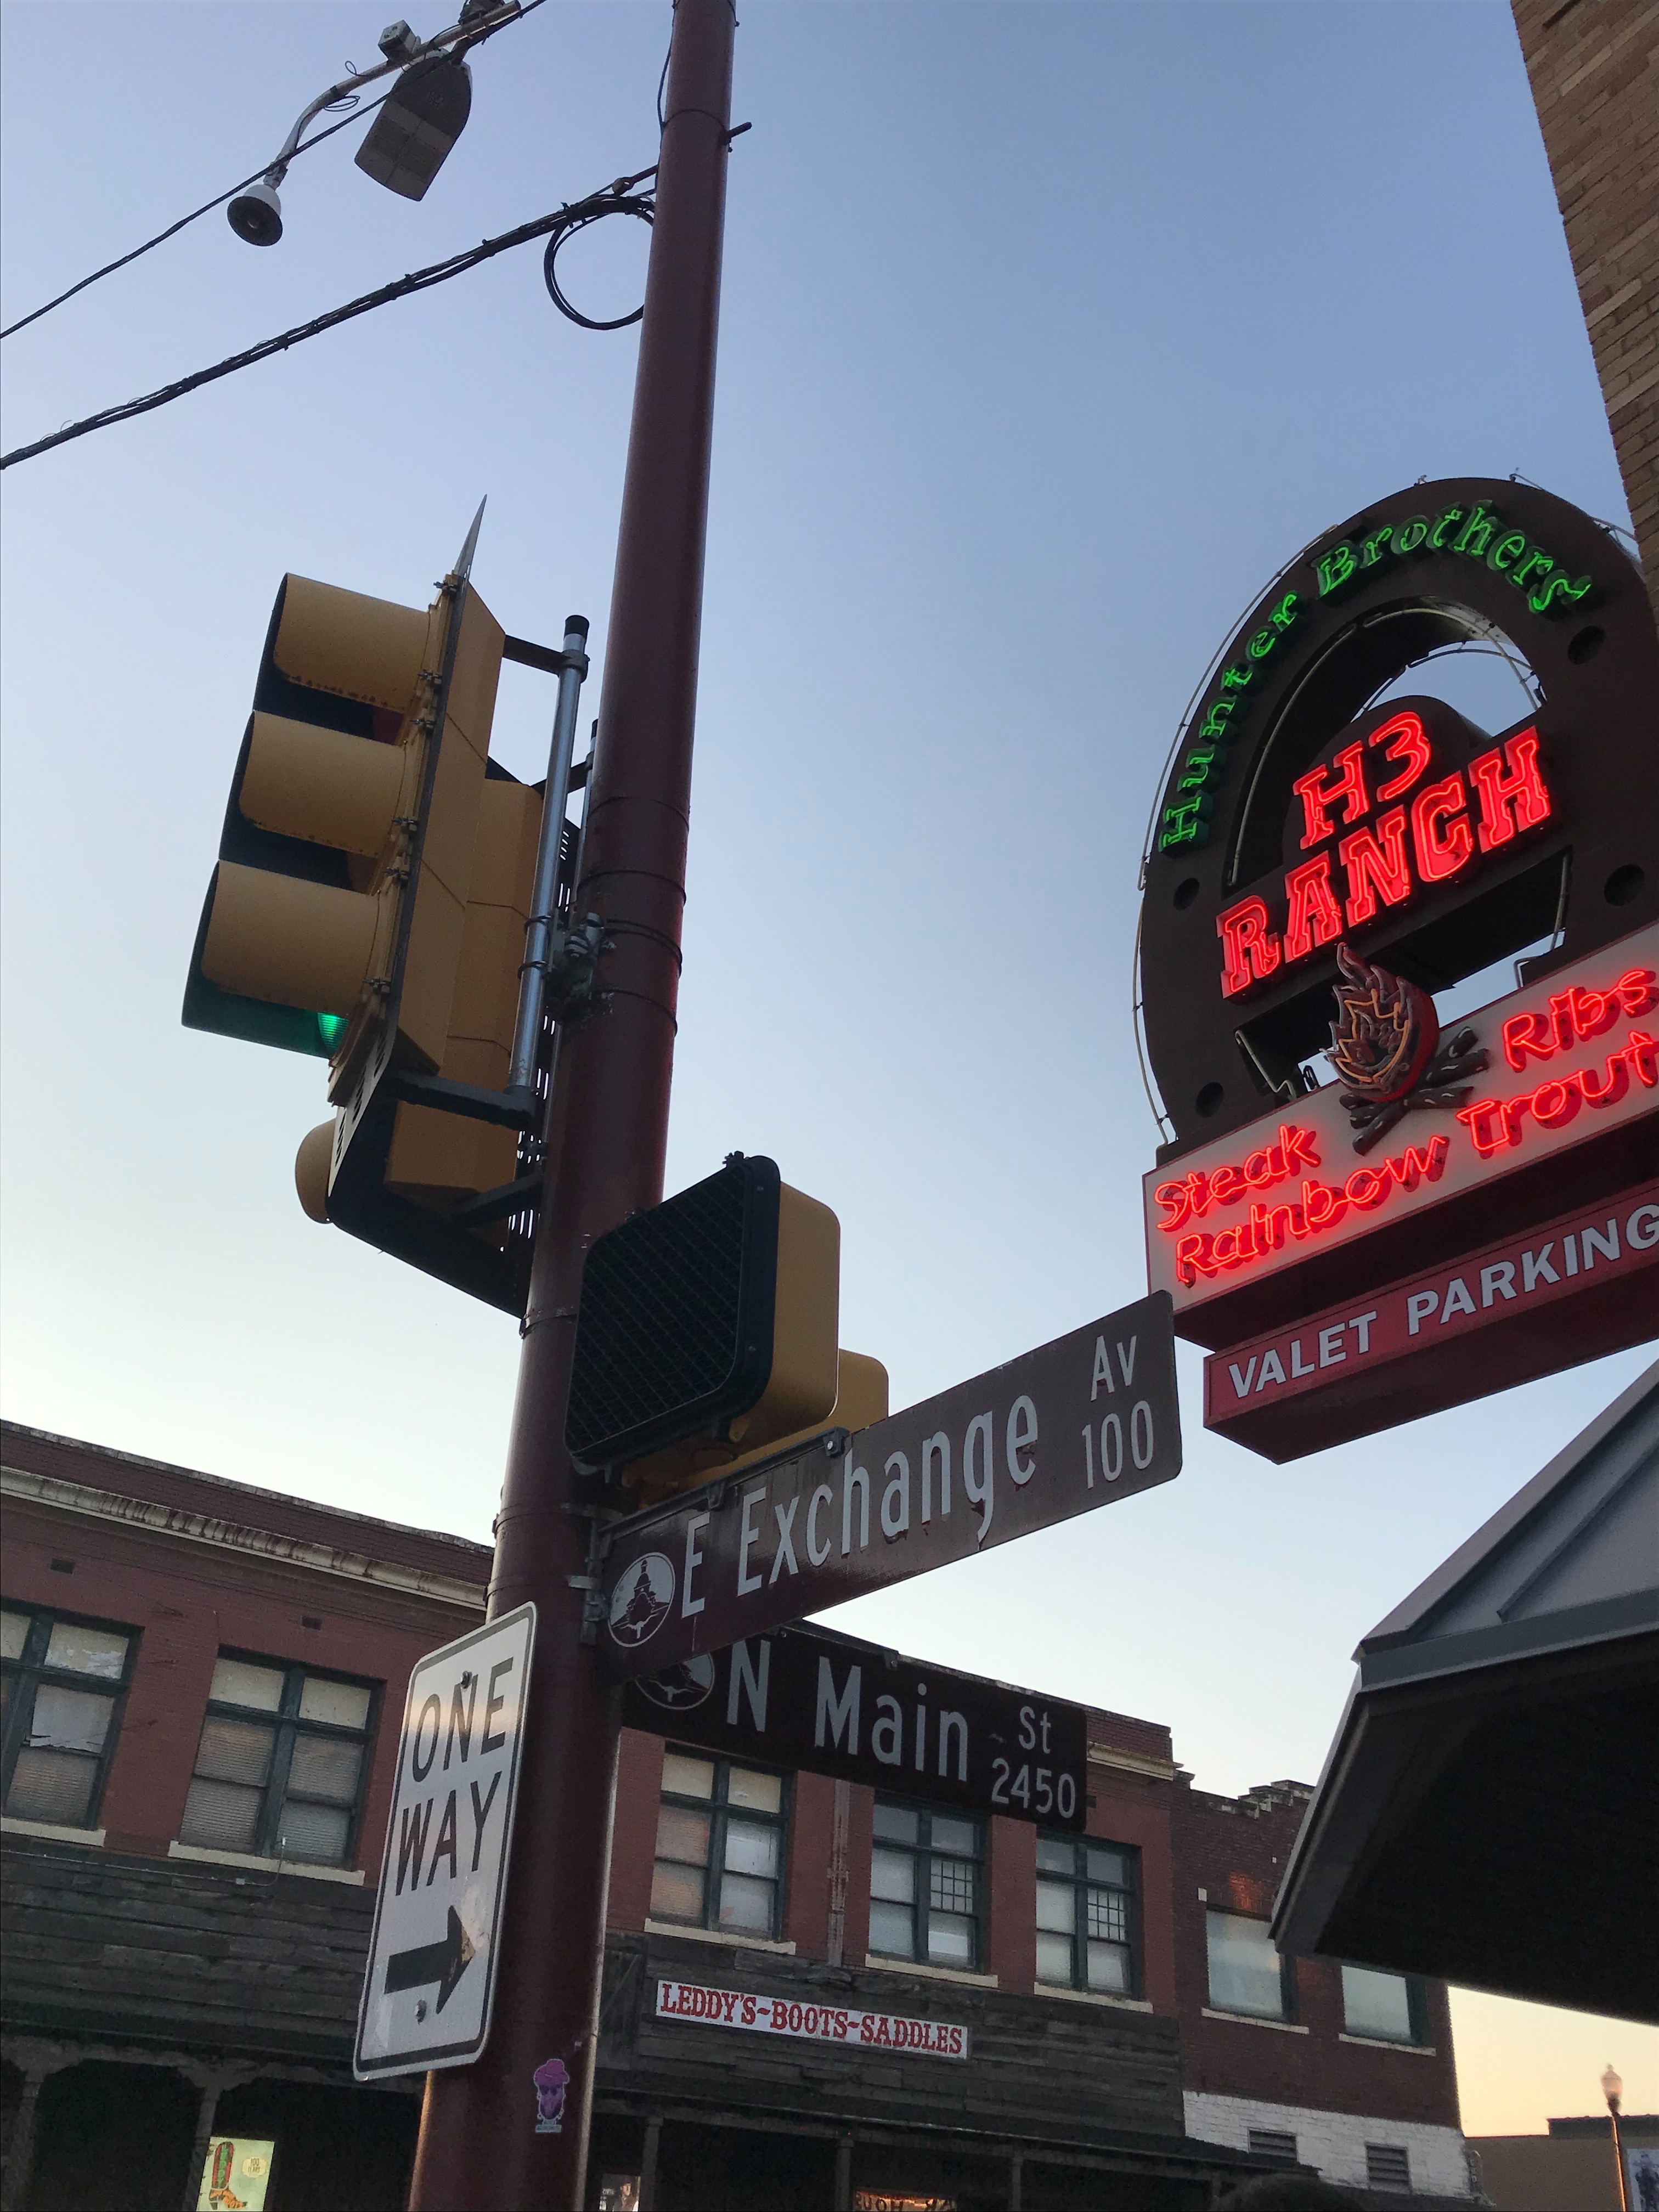 Hunter Brothers
H3
RANCH
Steak
Ribs
Rainbow Trout
VALET PARKING
E Exchange Av
100
N Main St
2450
ONE
WAY
LEDDY'S~BOOTS~SADDLES